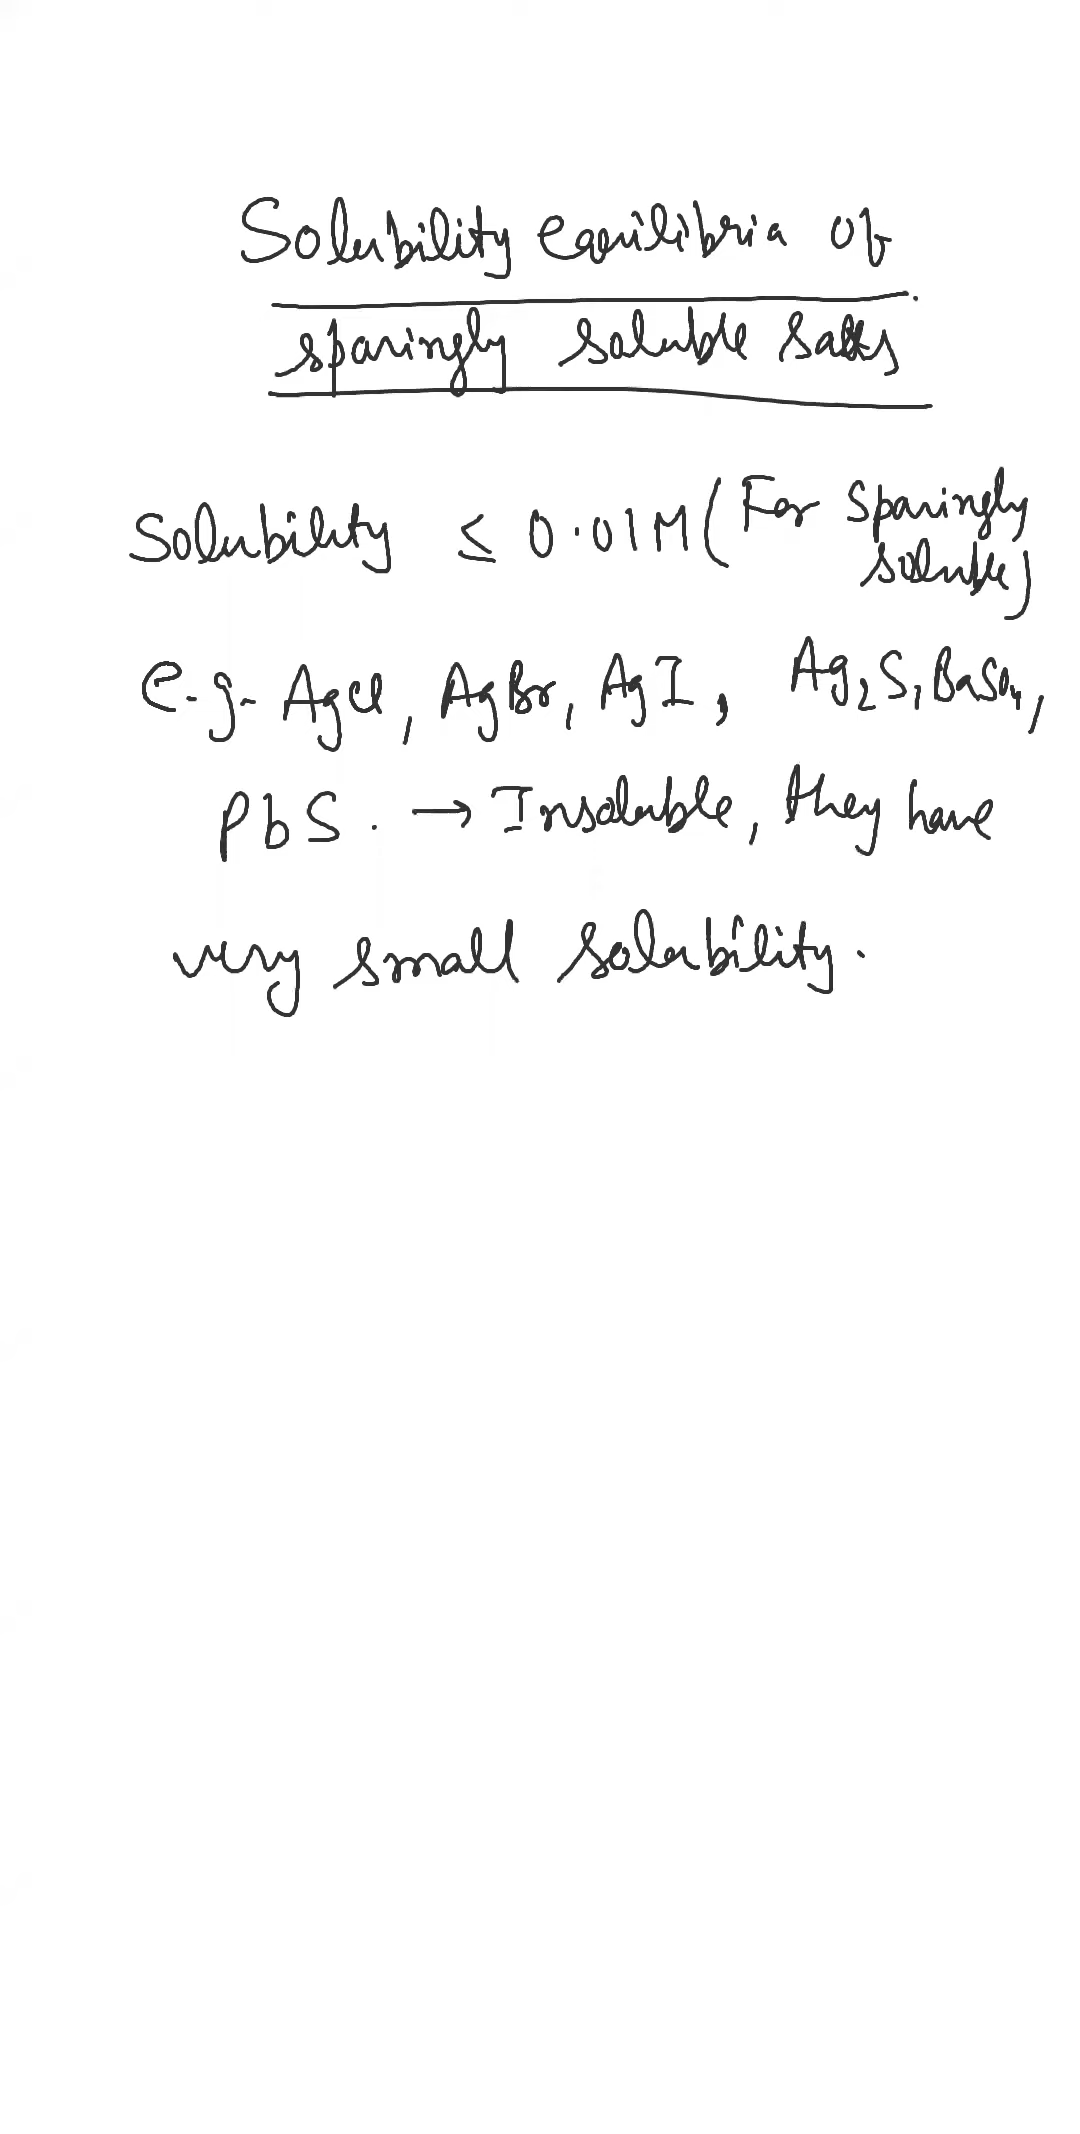 Solubility equilibria of
sparingly soluble salts
Solubility ≤ 0.01M (For sparingly
soluble)
e.g. AgCl, AgBr, AgI, Ag₂S, BaSO₄,
PbS. → Insoluble, they have
very small solubility.